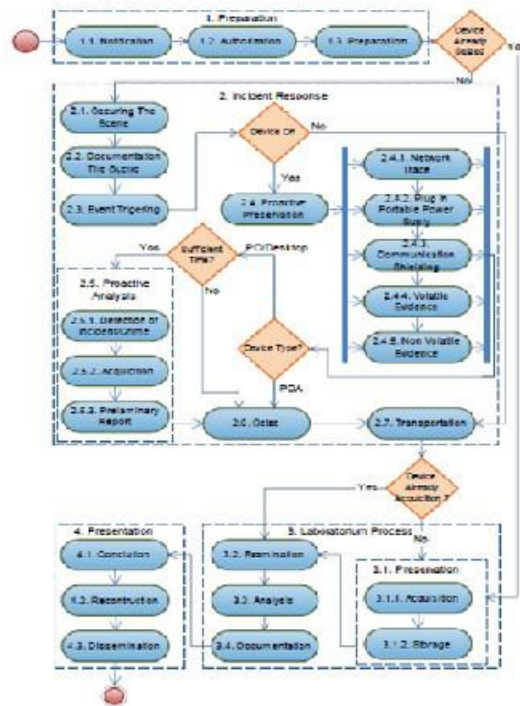 1. Preparation
1.1. Notification
1.2. Authorization
1.3. Preparation
Device
Already
No
2. Incident Response
2.1. Securing The
Scene
2.2. Documentation
The Scene
2.3. Event Trigering
Device On
No
Yes
2.4. Proactive
Preservation
2.4.1. Network
Trace
2.4.2. Plug In
Portable Power
Suply
2.4.3.
Communication
Shielding
2.4.4. Volatile
Evidence
2.4.5. Non Volatile
Evidence
Yes
Sufficient
Time?
PC/Desktop
No
2.5. Proactive
Analysis
2.5.1. Detection of
Incident/Crime
2.5.2. Acquicition
2.5.3. Preliminary
Report
Device Type?
PDA
2.6.
2.7. Transportation
Device
Already
Acquisition ?
Yes
No
4. Presentation
4.1. Conclusion
4.2. Reconstruction
4.3. Dissemination
3. Laboratorium Process
3.2. Examination
3.3. Analysis
3.4. Documentation
3.1. Preservation
3.1.1. Acquisition
3.1.2. Storage